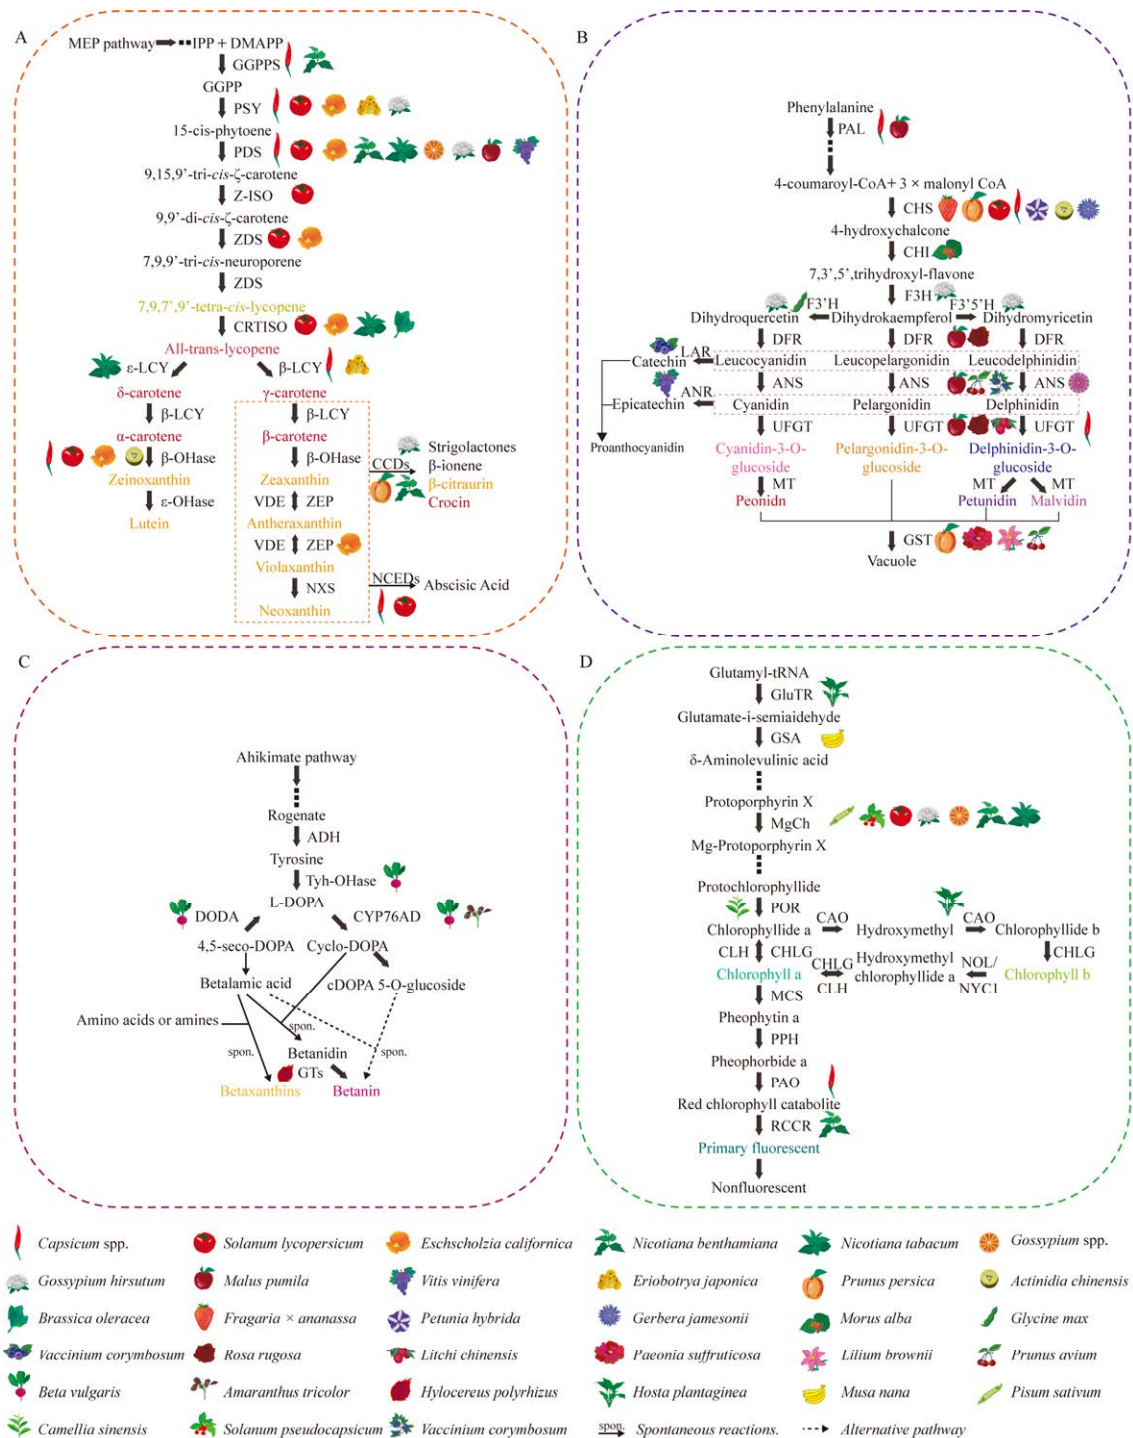 A
MEP pathway
IPP + DMAPP
GGPPS
GGPP
PSY
15-cis-phytoene
PDS
9,15,9’-tri-cis-ζ-carotene
Z-ISO
9,9’-di-cis-ζ-carotene
ZDS
7,9,9’-tri-cis-neuroporene
ZDS
7,9,7’,9’-tetra-cis-lycopene
CRTISO
All-trans-lycopene
ε-LCY
β-LCY
δ-carotene
γ-carotene
β-LCY
β-LCY
α-carotene
β-carotene
β-OHase
β-OHase
Zeinoxanthin
Zeaxanthin
ε-OHase
VDE
ZEP
Lutein
Antheraxanthin
VDE
ZEP
Violaxanthin
NXS
Neoxanthin
CCDs
Strigolactones
β-ionene
β-citraurin
Crocin
NCEDs
Abscisic Acid
B
Phenylalanine
PAL
4-coumaroyl-CoA+ 3 × malonyl CoA
CHS
4-hydroxychalcone
CHI
7,3’,5’,trihydroxyl-flavone
F3’H
F3H
F3’5’H
Dihydroquercetin
Dihydrokaempferol
Dihydromyricetin
DFR
DFR
DFR
Catechin
LAR
Leucocyanidin
Leucopelargonidin
Leucodelphinidin
ANS
ANS
ANS
Epicatechin
ANR
Cyanidin
Pelargonidin
Delphinidin
UFGT
UFGT
UFGT
Proanthocyanidin
Cyanidin-3-O-
glucoside
Pelargonidin-3-O-
glucoside
Delphinidin-3-O-
glucoside
MT
MT
MT
Peonidn
Petunidin
Malvidin
GST
Vacuole
C
Ahikimate pathway
Rogenate
ADH
Tyrosine
Tyh-OHase
L-DOPA
DODA
CYP76AD
4,5-seco-DOPA
Cyclo-DOPA
Betalamic acid
cDOPA 5-O-glucoside
Amino acids or amines
spon.
spon.
spon.
Betanidin
GTs
Betaxanthins
Betanin
D
Glutamyl-tRNA
GluTR
Glutamate-i-semiaidehyde
GSA
δ-Aminolevulinic acid
Protoporphyrin X
MgCh
Mg-Protoporphyrin X
Protochlorophyllide
POR
Chlorophyllide a
CAO
Hydroxymethyl
CAO
Chlorophyllide b
CLH
CHLG
CHLG
Chlorophyll a
CHLG
CLH
Hydroxymethyl
chlorophyllide a
NOL/
NYC1
Chlorophyll b
MCS
Pheophytin a
PPH
Pheophorbide a
PAO
Red chlorophyll catabolite
RCCR
Primary fluorescent
Nonfluorescent
Capsicum spp.
Solanum lycopersicum
Eschscholzia californica
Nicotiana benthamiana
Nicotiana tabacum
Gossypium spp.
Gossypium hirsutum
Malus pumila
Vitis vinifera
Eriobotrya japonica
Prunus persica
Actinidia chinensis
Brassica oleracea
Fragaria × ananassa
Petunia hybrida
Gerbera jamesonii
Morus alba
Glycine max
Vaccinium corymbosum
Rosa rugosa
Litchi chinensis
Paeonia suffruticosa
Lilium brownii
Prunus avium
Beta vulgaris
Amaranthus tricolor
Hylocereus polyrhizus
Hosta plantaginea
Musa nana
Pisum sativum
Camellia sinensis
Solanum pseudocapsicum
Vaccinium corymbosum
spon.
Spontaneous reactions.
Alternative pathway